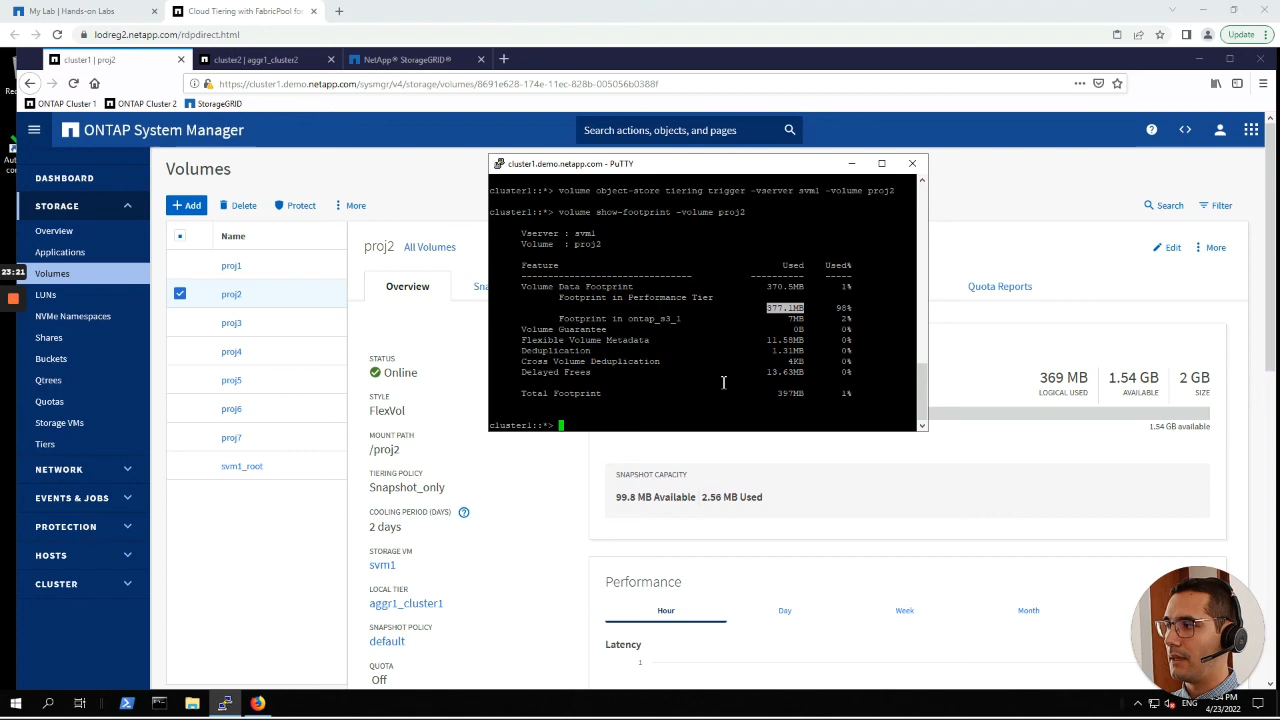 My Lab | Hands-on Labs
Cloud Tiering with FabricPool for
lodreg2.netapp.com/rdpdirect.html
Update
cluster1 | proj2
cluster2 | aggr1_cluster2
NetApp® StorageGRID®
https://cluster1.demo.netapp.com/sysmgr/v4/storage/volumes/8691e628-174e-11ec-828b-005056b0388f
ONTAP Cluster 1
ONTAP Cluster 2
StorageGRID
ONTAP System Manager
Search actions, objects, and pages
DASHBOARD
STORAGE
Overview
Applications
Volumes
LUNs
NVMe Namespaces
Shares
Buckets
Qtrees
Quotas
Storage VMs
Tiers
NETWORK
EVENTS & JOBS
PROTECTION
HOSTS
CLUSTER
23:21
Volumes
Add
Delete
Protect
More
Search
Filter
Name
proj1
proj2
proj3
proj4
proj5
proj6
proj7
svm1_root
proj2
All Volumes
Edit
More
Overview
Quota Reports
STATUS
Online
STYLE
FlexVol
MOUNT PATH
/proj2
TIERING POLICY
Snapshot_only
COOLING PERIOD (DAYS)
2 days
STORAGE VM
svm1
LOCAL TIER
aggr1_cluster1
SNAPSHOT POLICY
default
QUOTA
Off
cluster1.demo.netapp.com - PuTTY
cluster1::*> volume object-store tiering trigger -vserver svm1 -volume proj2
cluster1::*> volume show-footprint -volume proj2
Vserver : svm1
Volume : proj2
Feature Used Used%
Volume Data Footprint 370.5MB 1%
Footprint in Performance Tier
377.1MB 98%
Footprint in ontap_s3_1 7MB 2%
Volume Guarantee 0B 0%
Flexible Volume Metadata 11.58MB 0%
Deduplication 1.31MB 0%
Cross Volume Deduplication 4KB 0%
Delayed Frees 13.63MB 0%
Total Footprint 397MB 1%
cluster1::*>
369 MB
LOGICAL USED
1.54 GB
AVAILABLE
2 GB
SIZE
1.54 GB available
SNAPSHOT CAPACITY
99.8 MB Available 2.56 MB Used
Performance
Hour
Day
Week
Month
Latency
1
ENG
4/23/2022